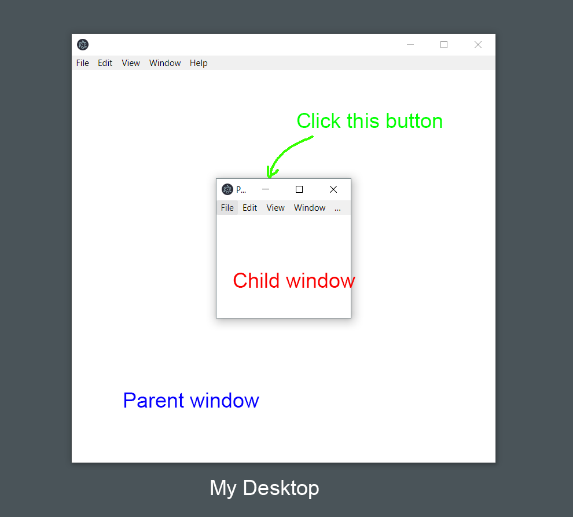 File Edit View Window Help
Click this button
P...
File Edit View Window ...
Child window
Parent window
My Desktop